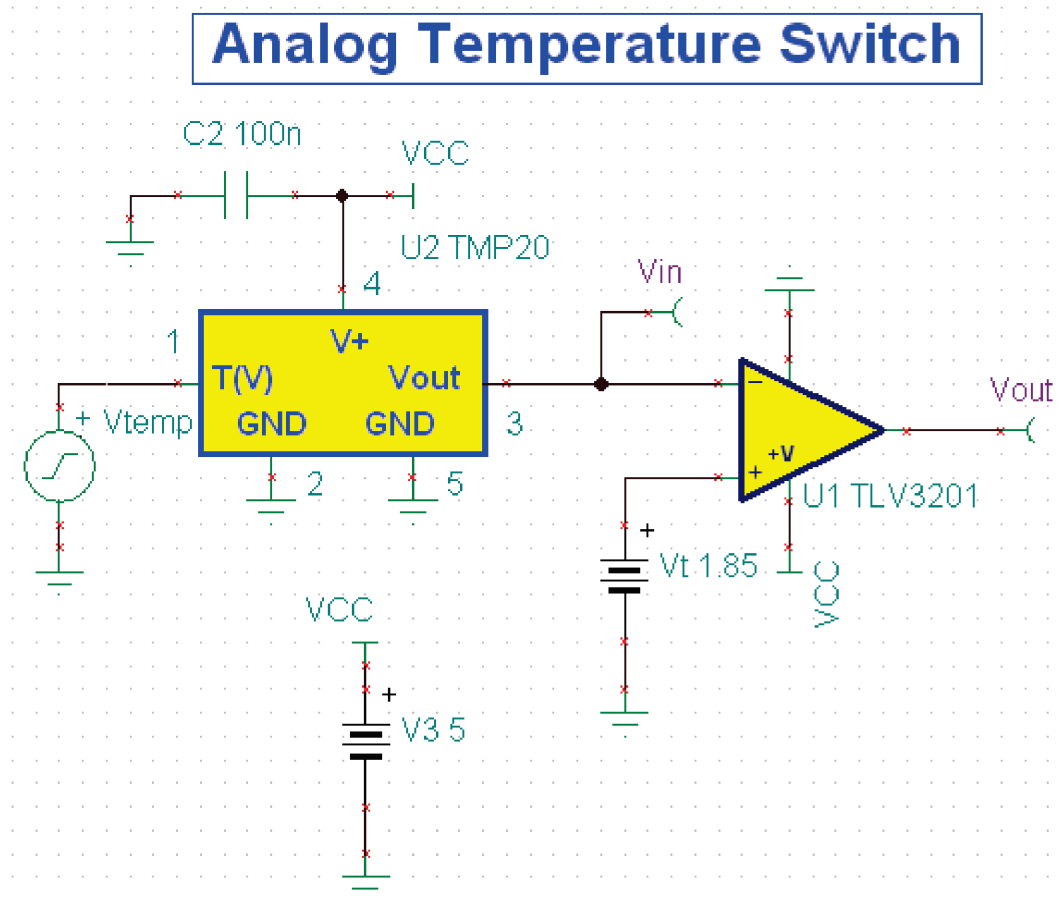 Analog Temperature Switch
C2 100n
VCC
U2 TMP20
4
1
V+
T(V)
Vout
GND
GND
3
2
5
+ Vtemp
Vin
−
+
+V
U1 TLV3201
Vout
+
Vt 1.85
VCC
VCC
+
V3 5